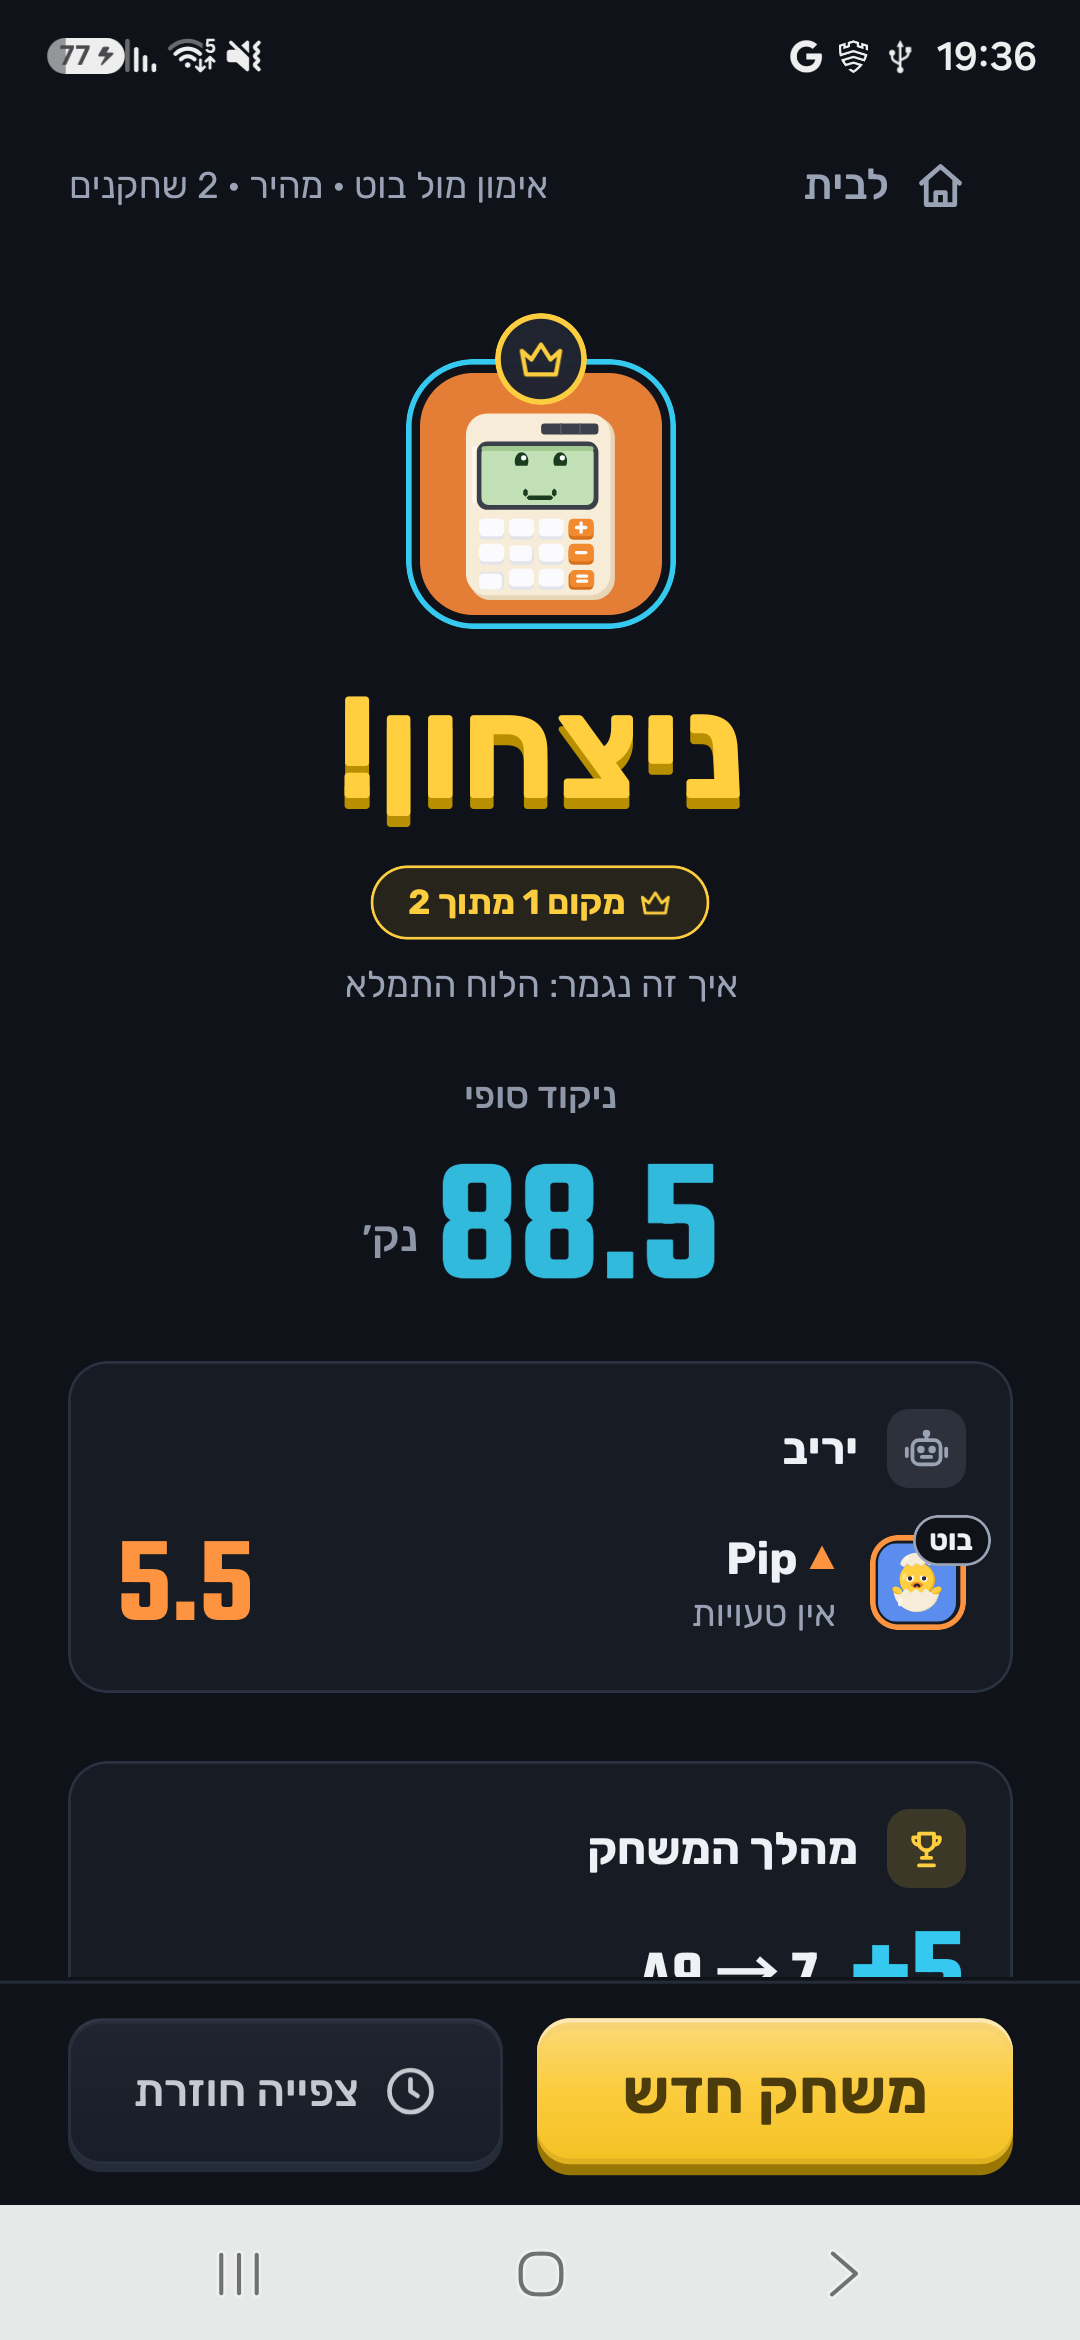 19:36
77
5
לבית
אימון מול בוט • מהיר • 2 שחקנים
ניצחון!
מקום 1 מתוך 2
איך זה נגמר: הלוח התמלא
ניקוד סופי
88.5 נק׳
יריב
בוט
Pip
5.5
אין טעויות
מהלך המשחק
+5
משחק חדש
צפייה חוזרת